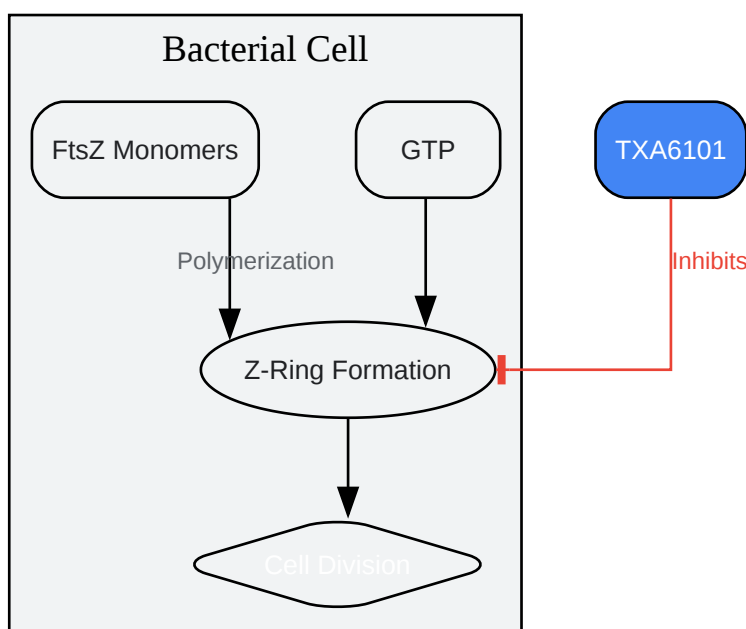 Bacterial Cell
FtsZ Monomers
GTP
TXA6101
Polymerization
Inhibits
Z-Ring Formation
Cell Division